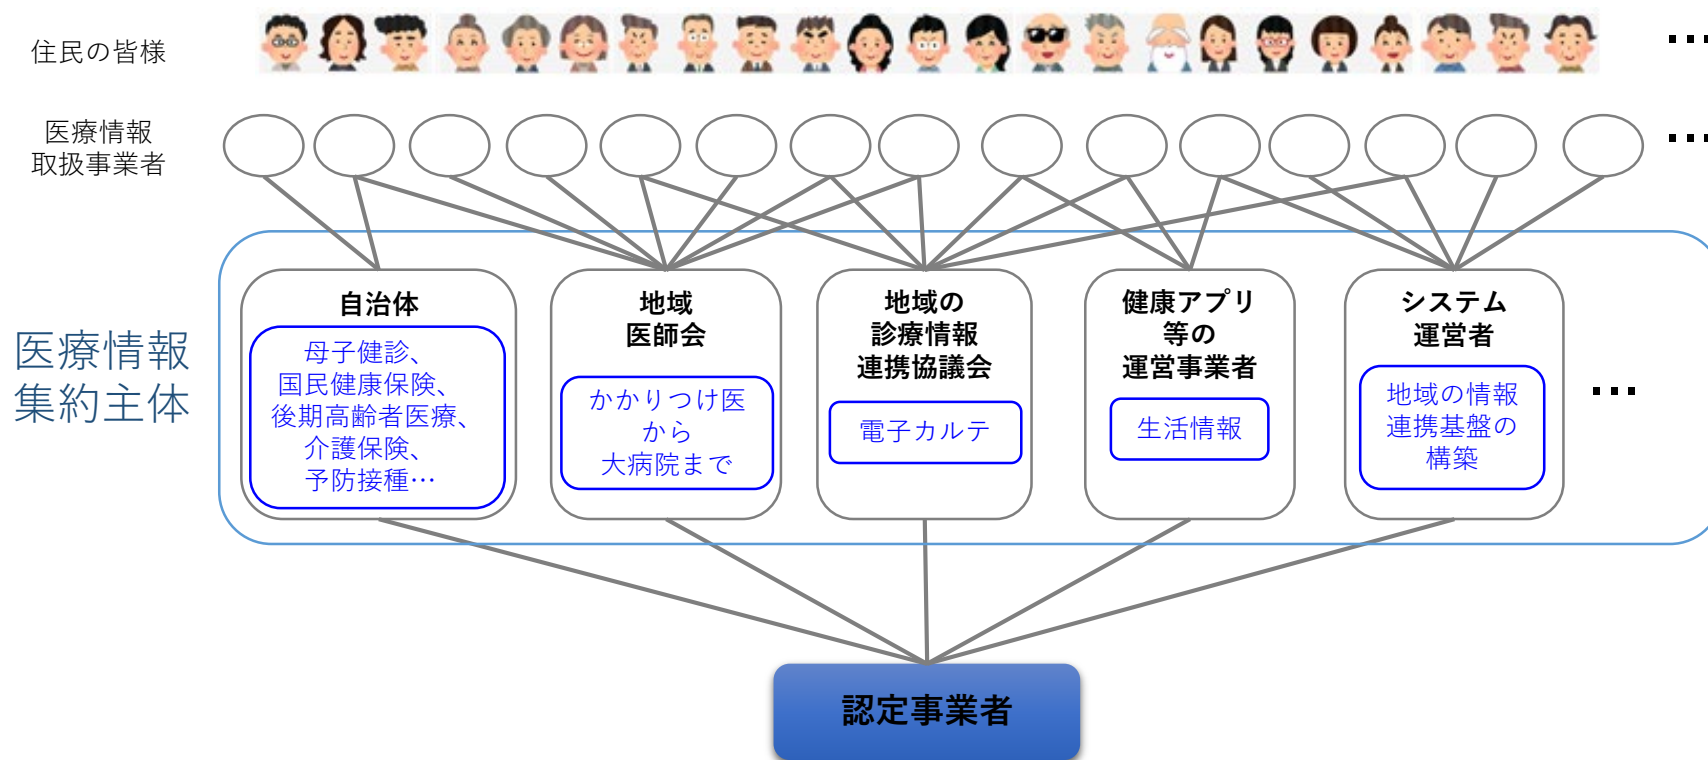 住民の皆様
…
医療情報
取扱事業者
…
医療情報
集約主体
自治体
母子健診、
国民健康保険、
後期高齢者医療、
介護保険、
予防接種…
地域
医師会
かかりつけ医
から
大病院まで
地域の
診療情報
連携協議会
電子カルテ
健康アプリ
等の
運営事業者
生活情報
システム
運営者
地域の情報
連携基盤の
構築
…
認定事業者